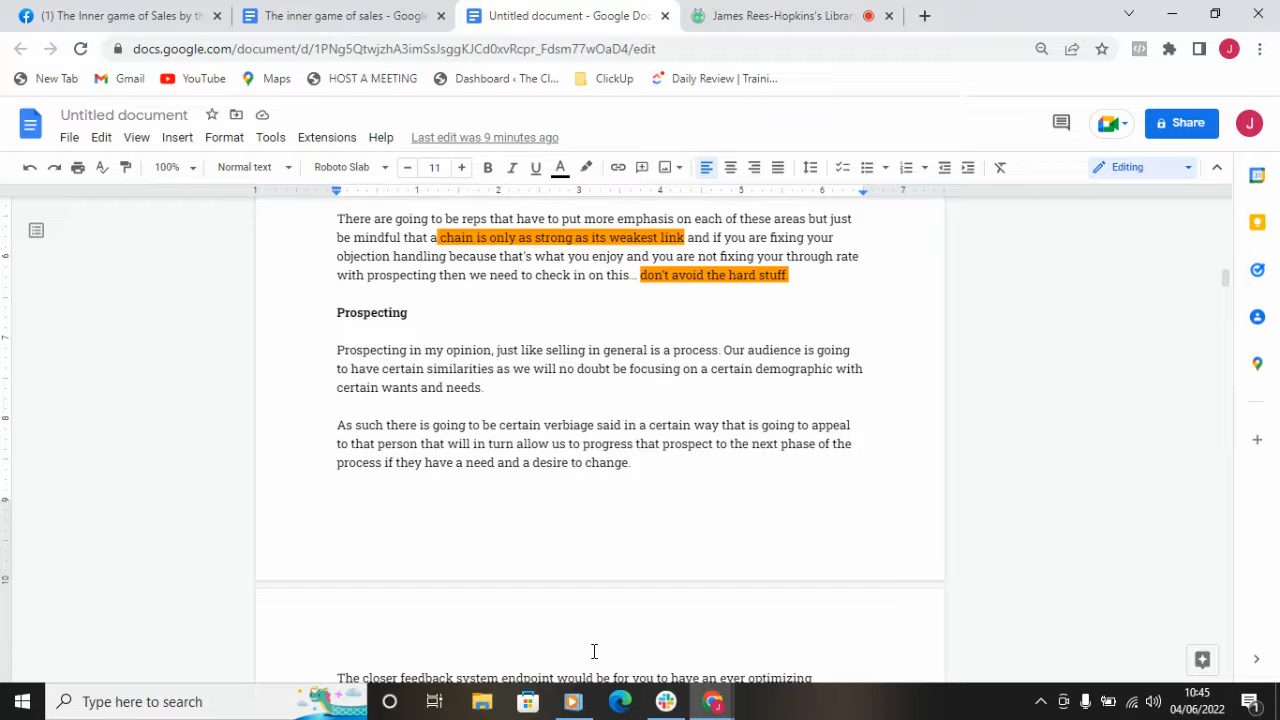 (1) The Inner game of Sales by th
The inner game of sales - Google
Untitled document - Google Doc
James Rees-Hopkins's Librar
docs.google.com/document/d/1PNg5QtwjzhA3imSsJsggKJCd0xvRcpr_Fdsm77wOaD4/edit
New Tab
Gmail
YouTube
Maps
HOST A MEETING
Dashboard ‹ The Cl...
ClickUp
Daily Review | Traini...
Untitled document
File Edit View Insert Format Tools Extensions Help Last edit was 9 minutes ago
Share
J
100% Normal text Roboto Slab 11 Editing
1 1 2 3 4 5 6 7
There are going to be reps that have to put more emphasis on each of these areas but just
be mindful that a chain is only as strong as its weakest link and if you are fixing your
objection handling because that's what you enjoy and you are not fixing your through rate
with prospecting then we need to check in on this... don't avoid the hard stuff.
Prospecting
Prospecting in my opinion, just like selling in general is a process. Our audience is going
to have certain similarities as we will no doubt be focusing on a certain demographic with
certain wants and needs.
As such there is going to be certain verbiage said in a certain way that is going to appeal
to that person that will in turn allow us to progress that prospect to the next phase of the
process if they have a need and a desire to change.
The closer feedback system endpoint would be for you to have an ever optimizing
Type here to search
10:45
04/06/2022